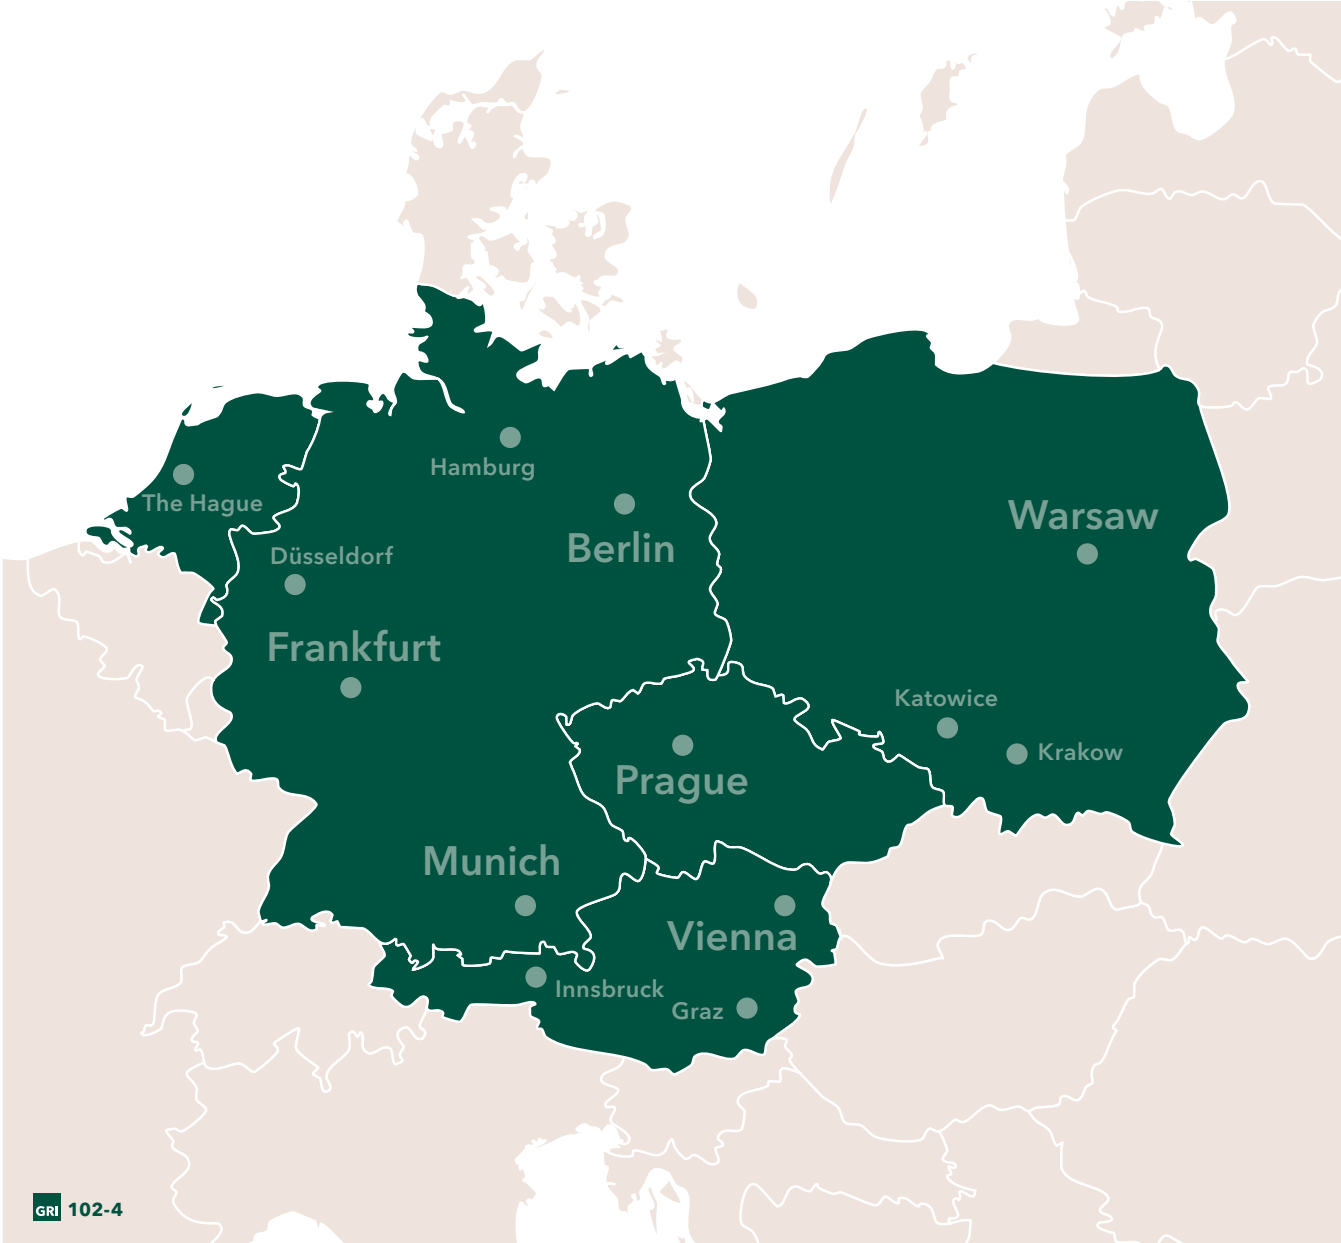 Hamburg
The Hague
Berlin
Warsaw
Düsseldorf
Frankfurt
Katowice
Krakow
Prague
Munich
Vienna
Innsbruck
Graz
GRI 102-4